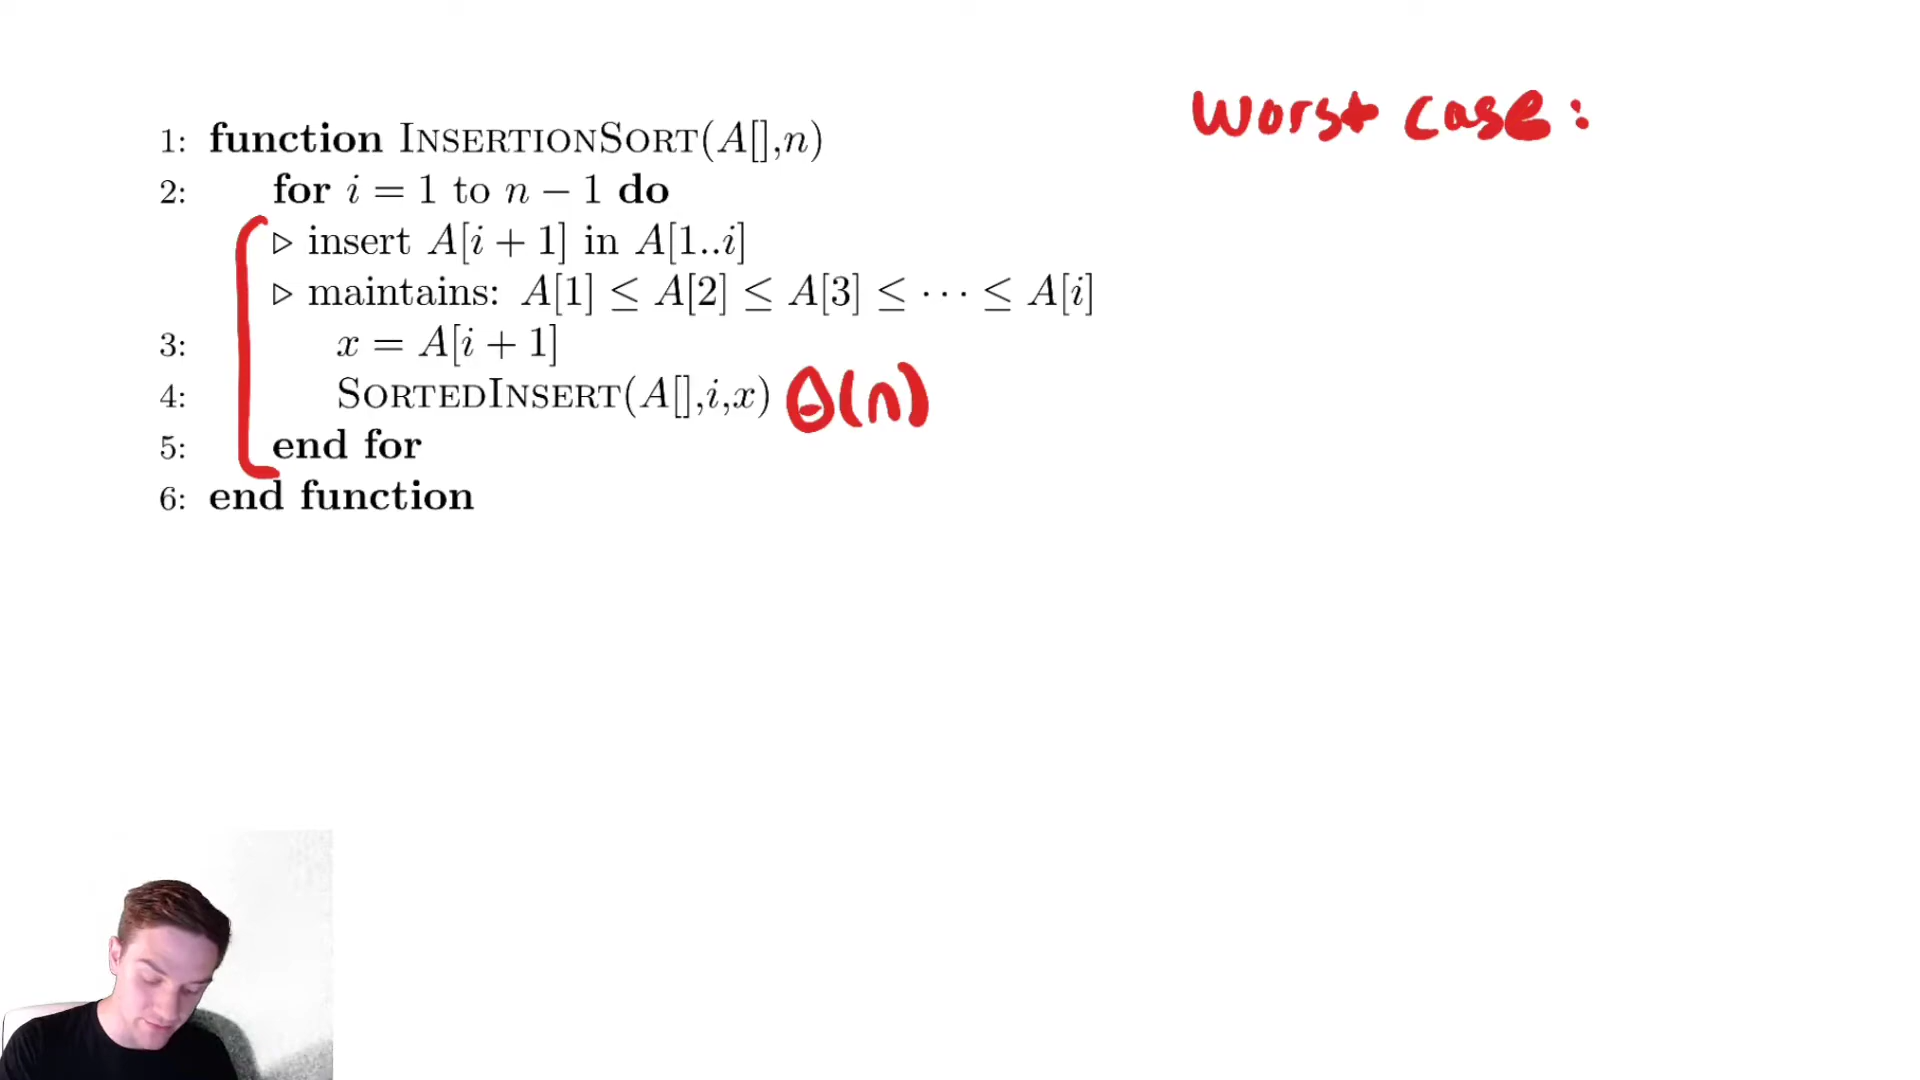 worst case:
1: function INSERTIONSORT(A[],n)
2: for i = 1 to n − 1 do
▷ insert A[i + 1] in A[1..i]
▷ maintains: A[1] ≤ A[2] ≤ A[3] ≤ ⋯ ≤ A[i]
3: x = A[i + 1]
4: SORTEDINSERT(A[],i,x) Θ(n)
5: end for
6: end function